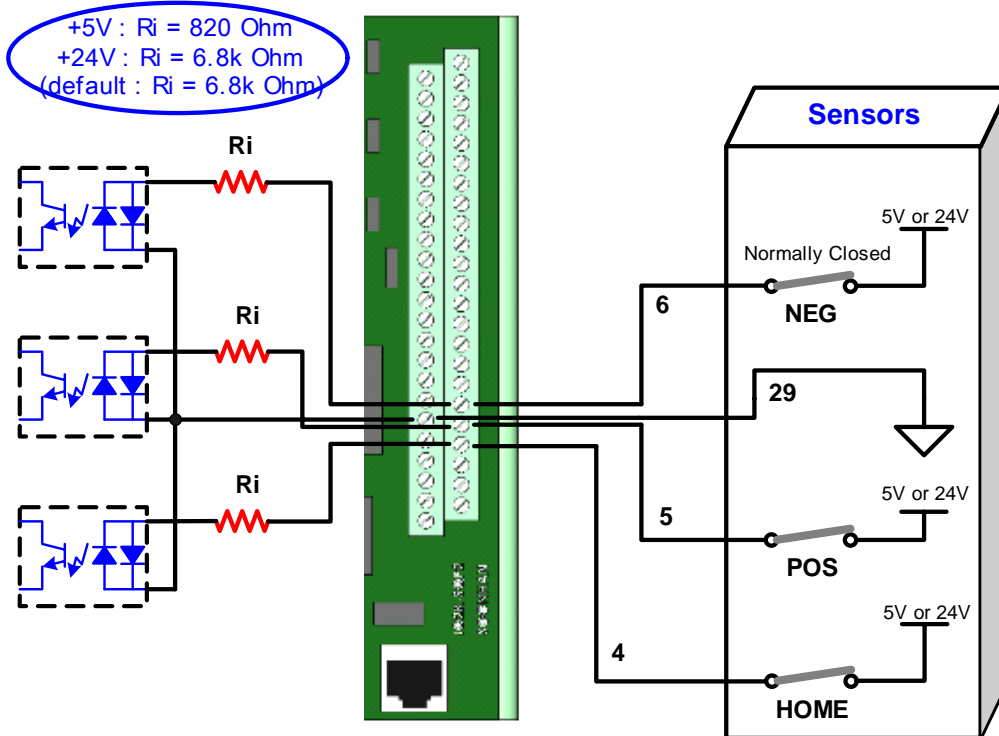 +5V : Ri = 820 Ohm
+24V : Ri = 6.8k Ohm
(default : Ri = 6.8k Ohm)
Ri
Ri
Ri
Sensors
5V or 24V
Normally Closed
NEG
6
29
5V or 24V
5
POS
5V or 24V
4
HOME